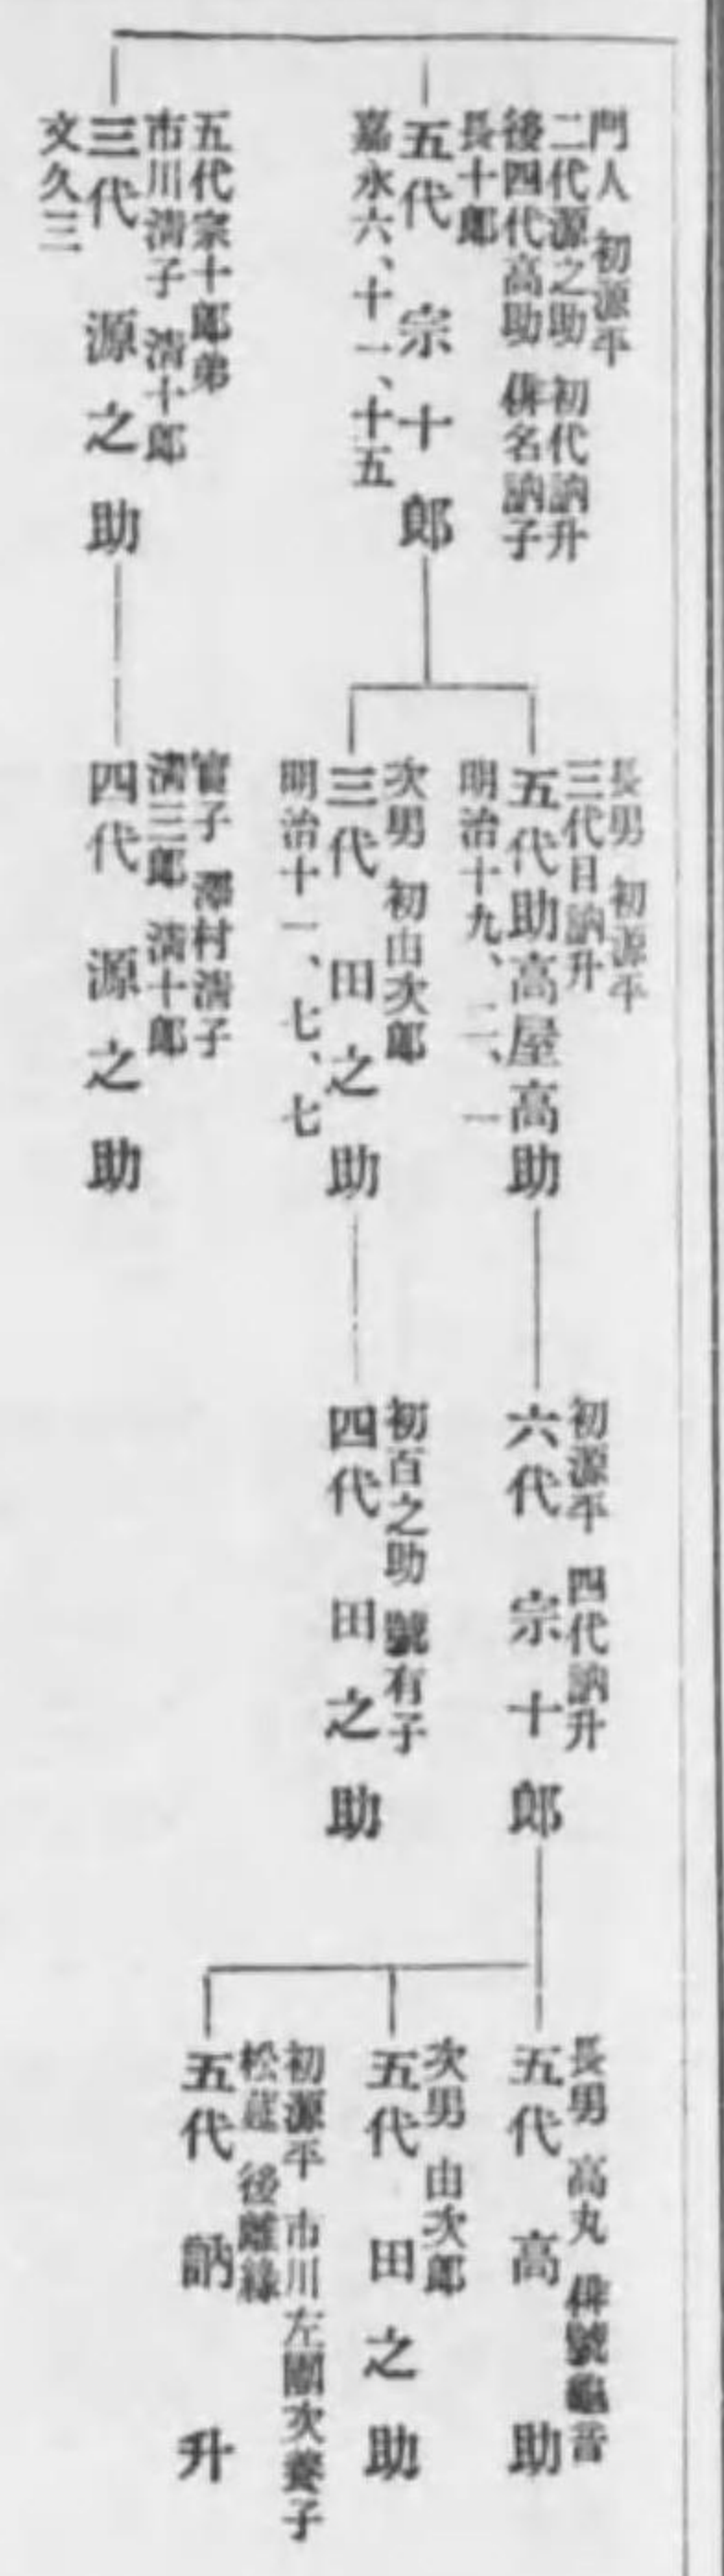 門人　初源平
二代源之助　初代訥升
後四代高助　俳名訥子
長十郎
五代　宗十郎
嘉永六、十一、十五
五代宗十郎弟
市川淸子　淸十郎
三代　源之助
文久三
長男　初源平
三代目訥升
五代助高屋高助
明治十九、二、一
次男　初由次郎
三代　田之助
明治十一、七、七
實子　澤村淸子
淸三郎　淸十郎
四代　源之助
初源平　四代訥升
六代　宗十郎
初百之助　號有子
四代　田之助
長男　高丸　俳號龜音
五代　高助
次男　由次郎
五代　田之助
初源平　市川左團次養子
松蔦　後離緣
五代　訥升